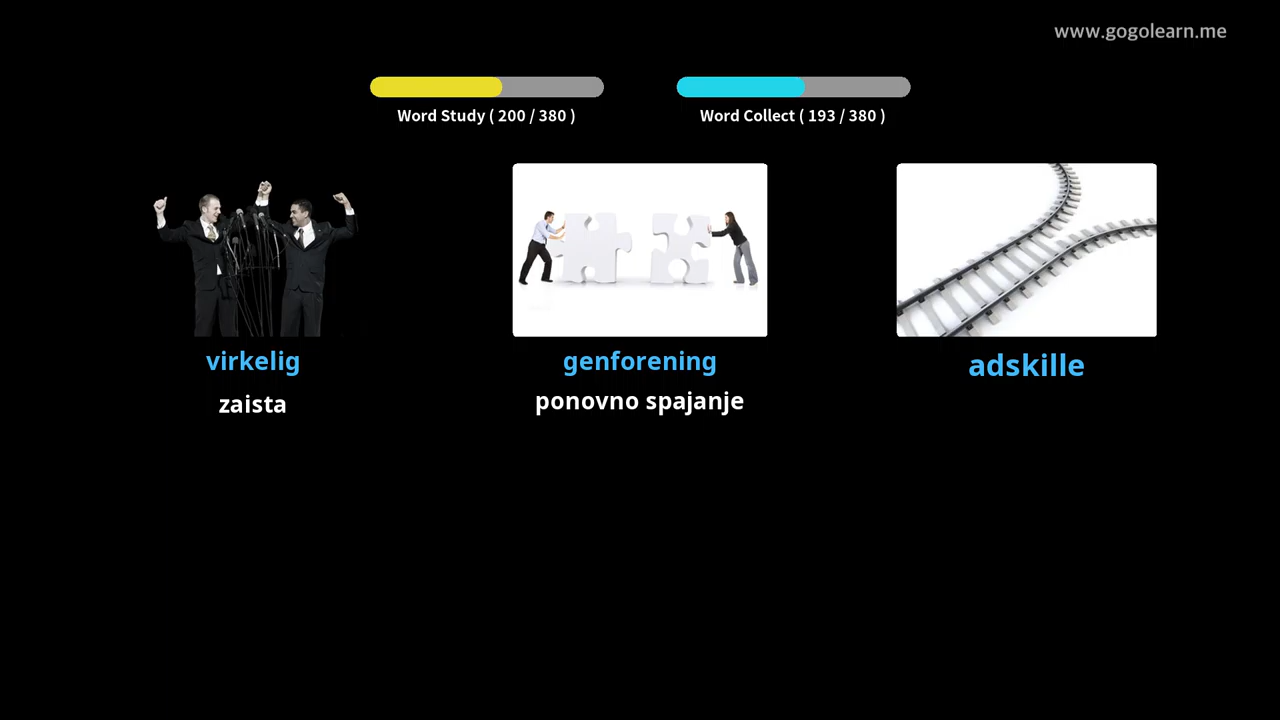 www.gogolearn.me
Word Study ( 200 / 380 )
Word Collect ( 193 / 380 )
virkelig
zaista
genforening
ponovno spajanje
adskille